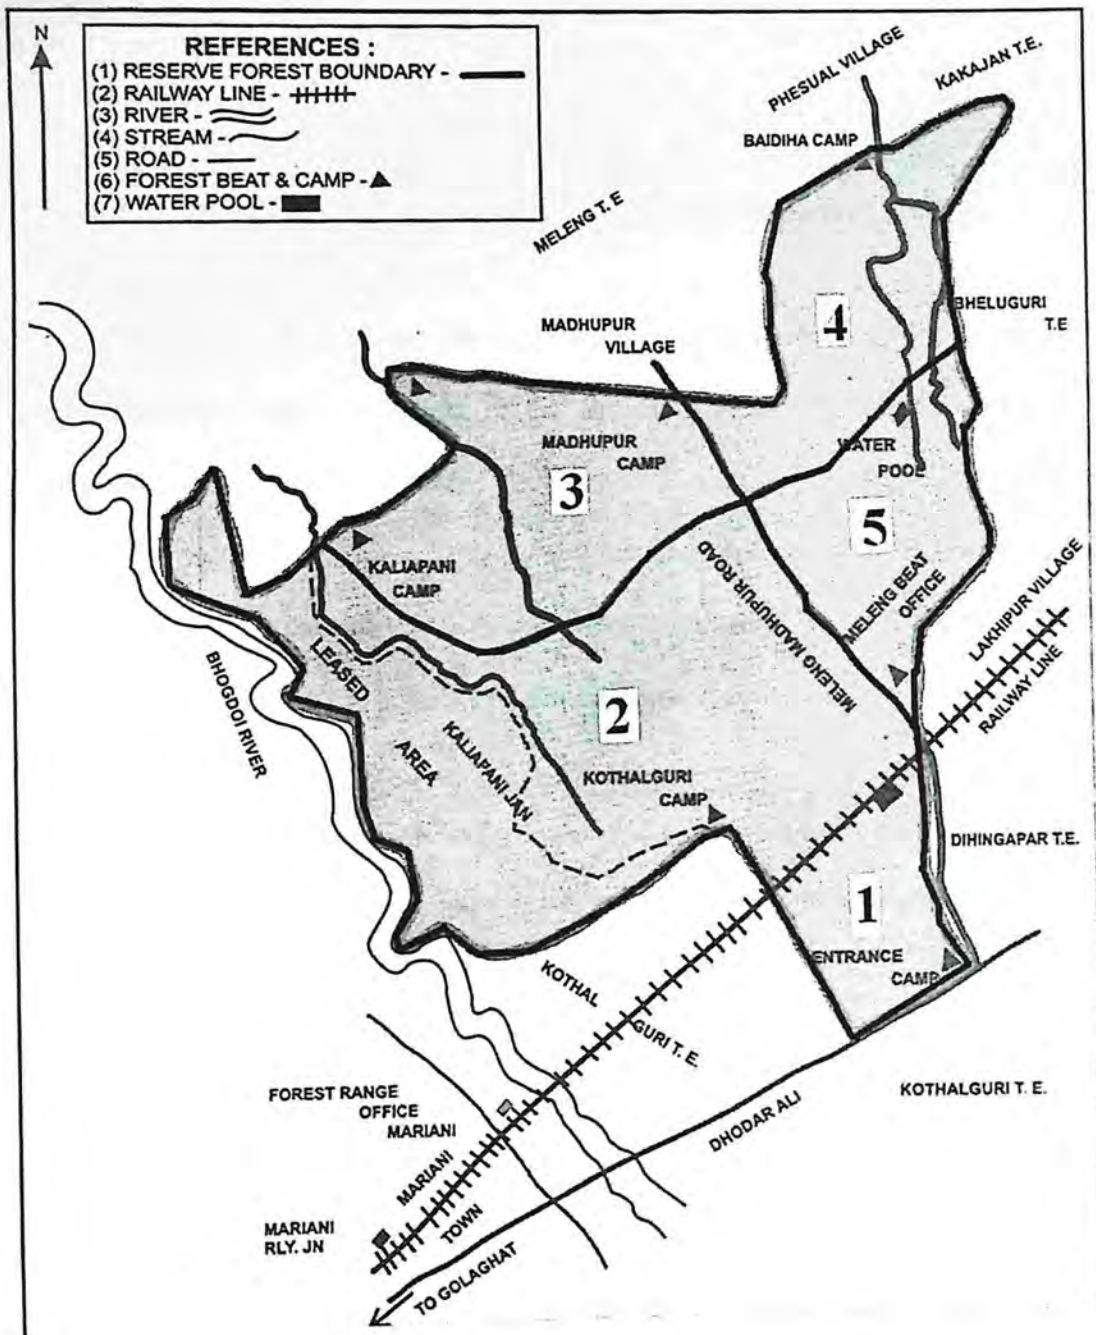 N
REFERENCES :
(1) RESERVE FOREST BOUNDARY -
(2) RAILWAY LINE -
(3) RIVER -
(4) STREAM -
(5) ROAD -
(6) FOREST BEAT & CAMP -
(7) WATER POOL -
PHESUAL VILLAGE
KAKAJAN T.E.
BAIDIHA CAMP
MELENG T. E
4
BHELUGURI
T.E
MADHUPUR
VILLAGE
MADHUPUR
CAMP
WATER
POOL
3
5
KALIAPANI
CAMP
MELENG MADHUPUR ROAD
MELENG BEAT
OFFICE
LAKHIPUR VILLAGE
RAILWAY LINE
BHOGDOI RIVER
LEASED
AREA
KALIAPANI JAN
2
KOTHALGURI
CAMP
DIHINGAPAR T.E.
1
ENTRANCE
CAMP
KOTHAL
GURI T. E.
KOTHALGURI T. E.
FOREST RANGE
OFFICE
MARIANI
DHODAR ALI
MARIANI
TOWN
MARIANI
RLY. JN
TO GOLAGHAT